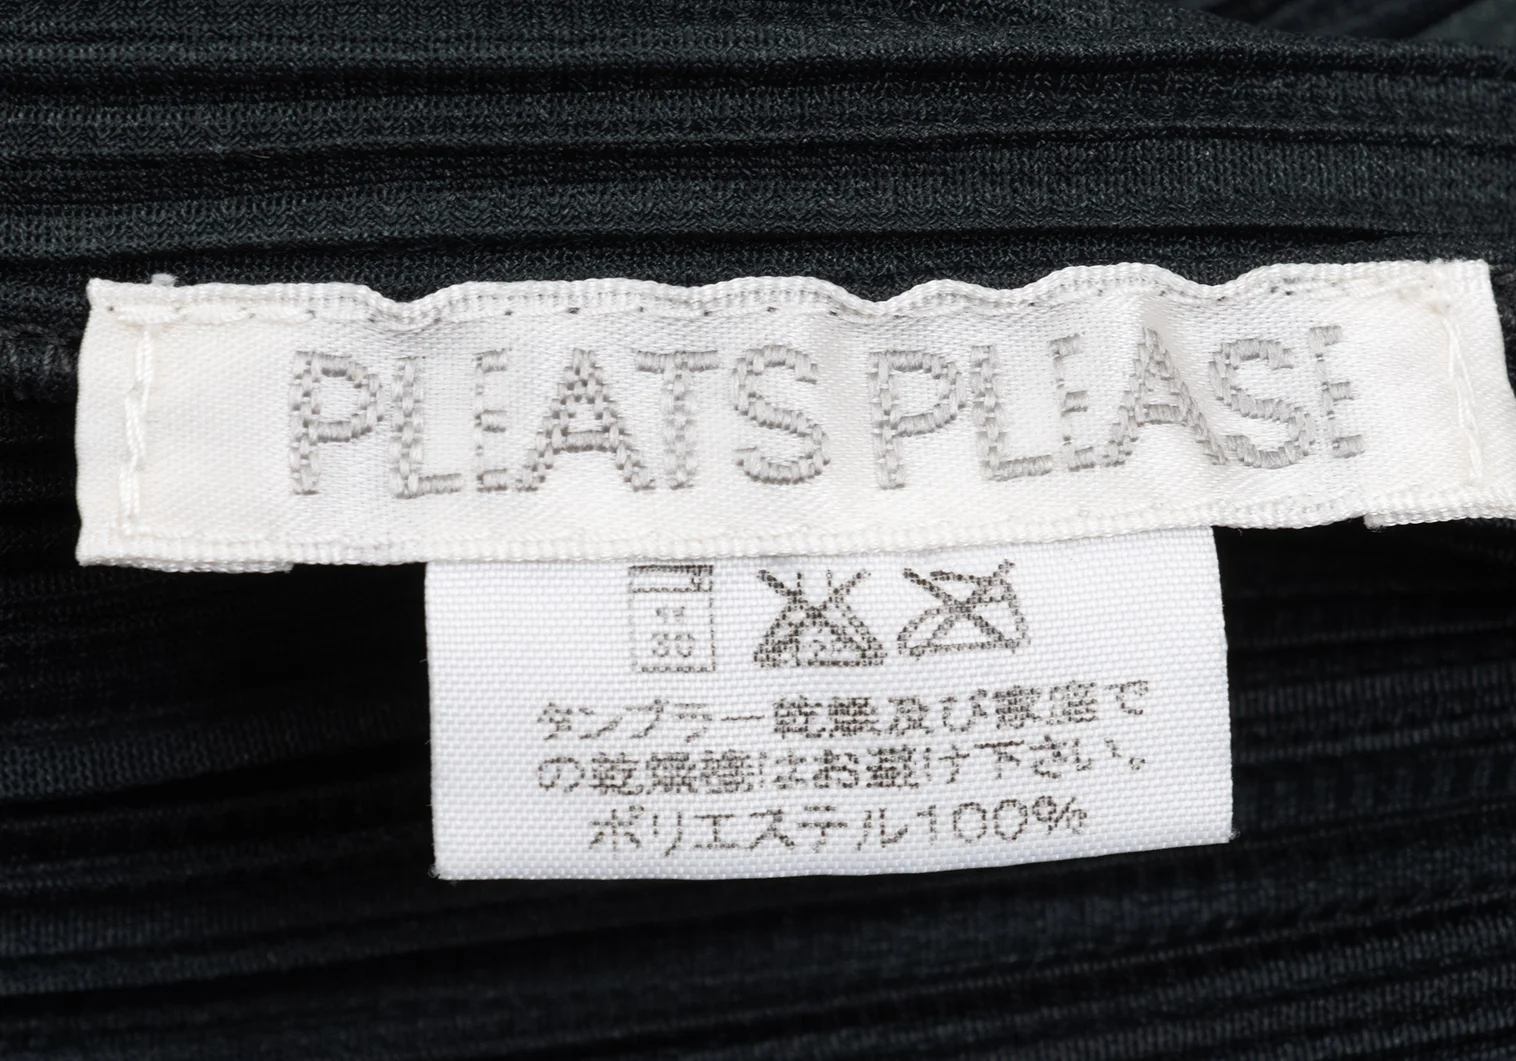 PLEATS PLEASE
30
タンブラー乾燥及び家庭で
の乾燥機はお避け下さい。
ポリエステル100%